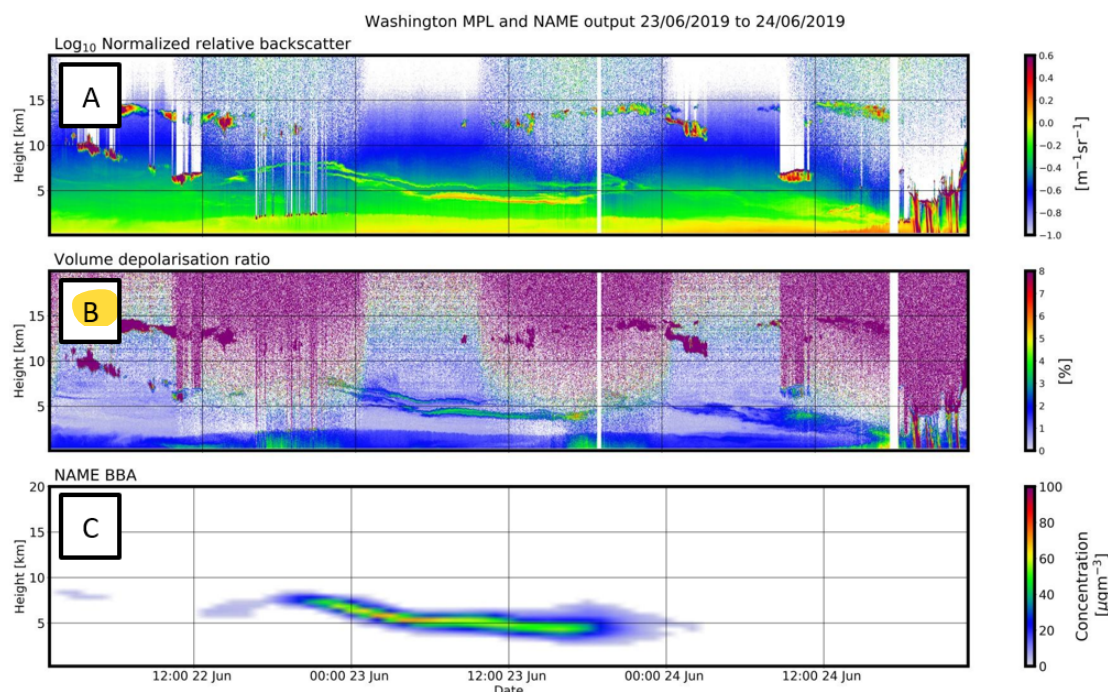 Washington MPL and NAME output 23/06/2019 to 24/06/2019
Log₁₀ Normalized relative backscatter
A
Height [km]
15
10
5
0.6
0.4
0.2
0.0
−0.2
−0.4
−0.6
−0.8
−1.0
[m⁻¹sr⁻¹]
Volume depolarisation ratio
B
Height [km]
15
10
5
8
7
6
5
4
3
2
1
0
[%]
NAME BBA
C
Height [km]
20
15
10
5
100
80
60
40
20
0
Concentration
[μgm⁻³]
12:00 22 Jun 00:00 23 Jun 12:00 23 Jun 00:00 24 Jun 12:00 24 Jun
Date